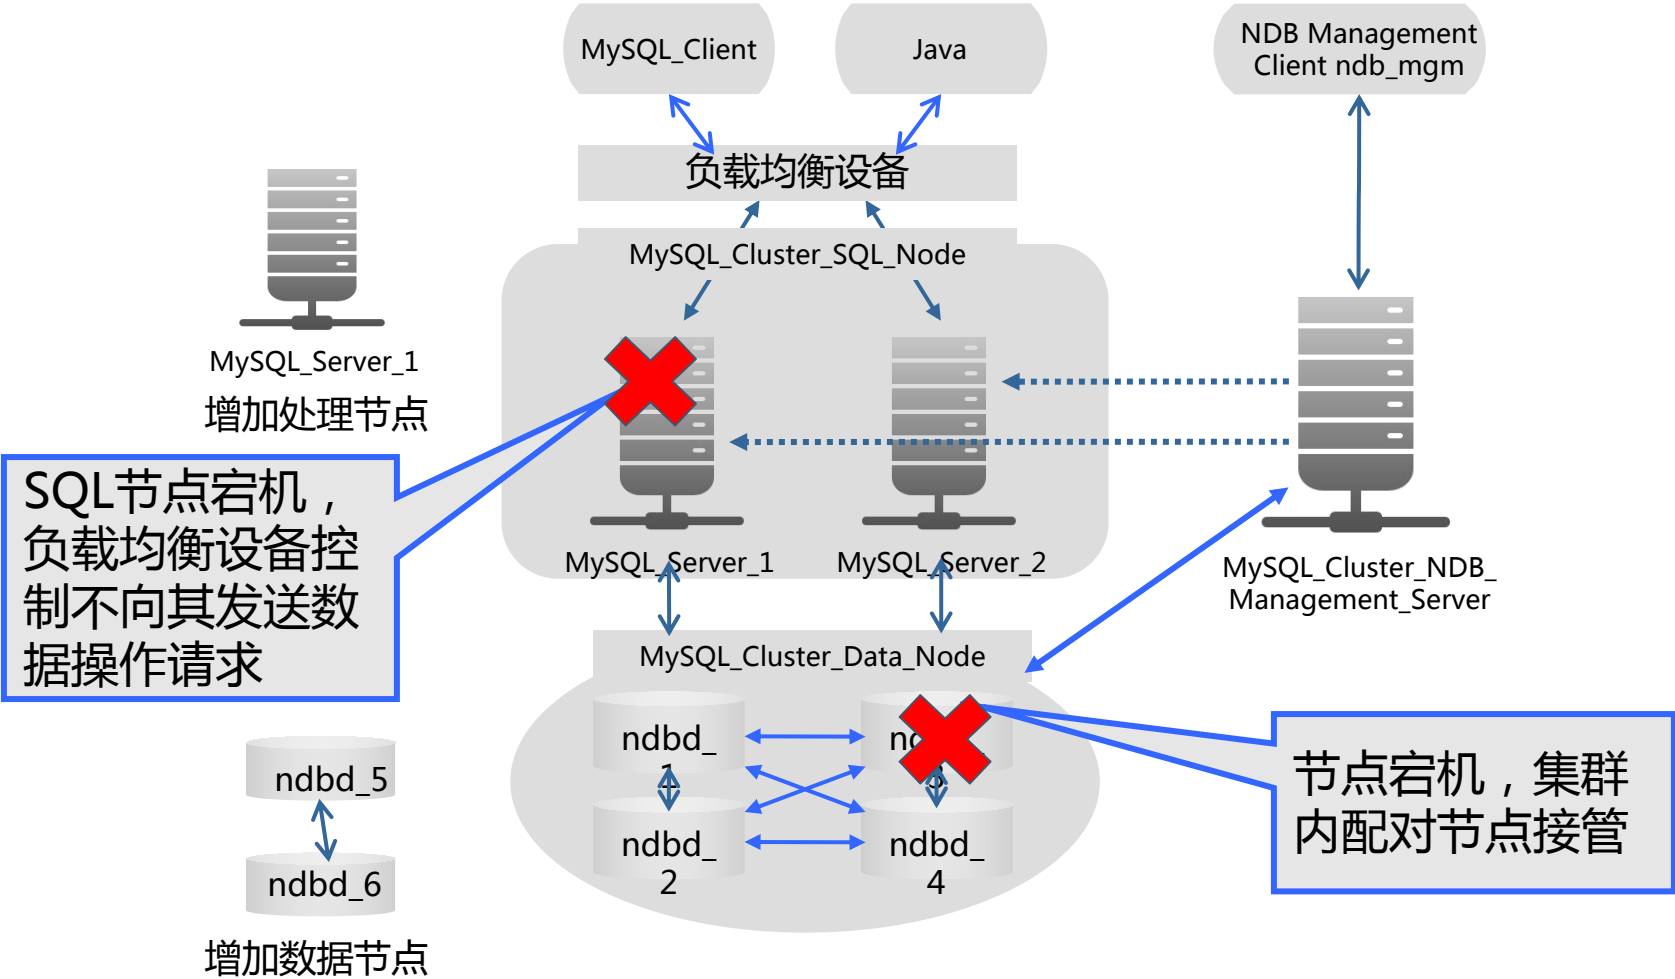 MySQL_Client
Java
NDB Management
Client ndb_mgm
负载均衡设备
MySQL_Cluster_SQL_Node
MySQL_Server_1
增加处理节点
SQL节点宕机，
负载均衡设备控
制不向其发送数
据操作请求
MySQL_Server_1
MySQL_Server_2
MySQL_Cluster_NDB_
Management_Server
MySQL_Cluster_Data_Node
ndbd_
1
ndbd_
2
3
ndbd_
4
节点宕机，集群
内配对节点接管
ndbd_5
ndbd_6
增加数据节点